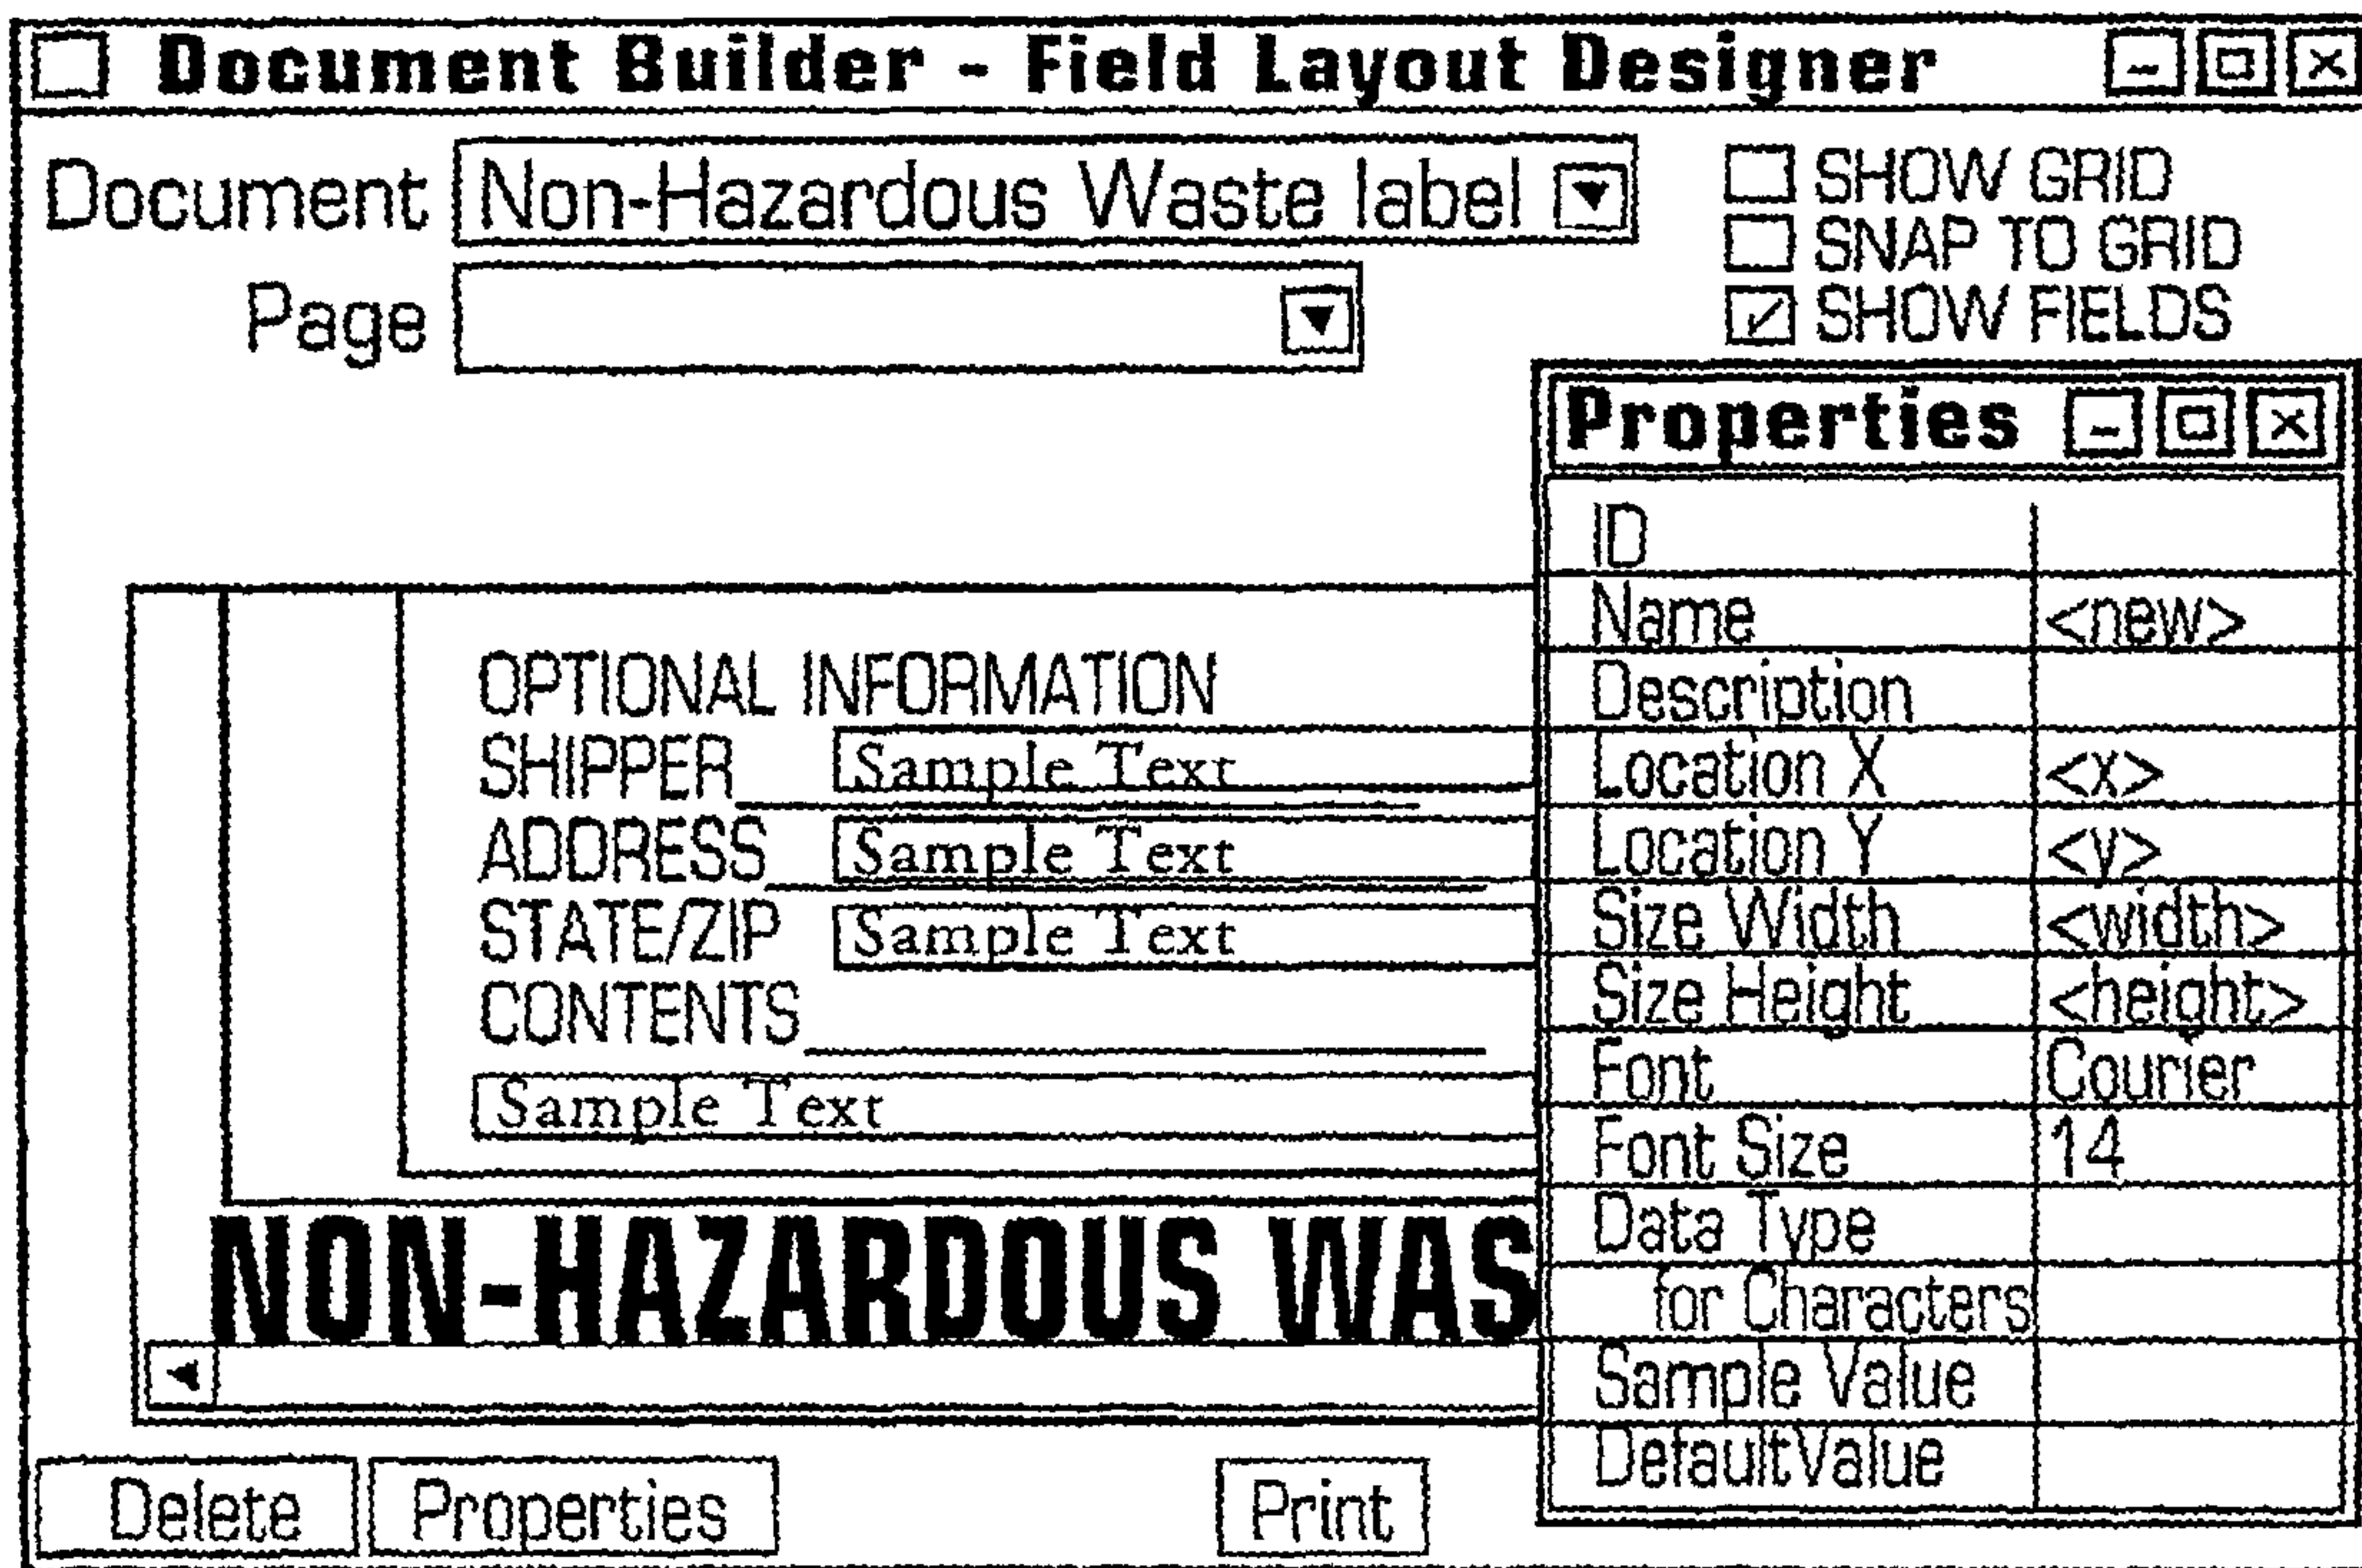 Document Builder - Field Layout Designer
Document Non-Hazardous Waste label
Page
SHOW GRID
SNAP TO GRID
SHOW FIELDS
OPTIONAL INFORMATION
SHIPPER Sample Text
ADDRESS Sample Text
STATE/ZIP Sample Text
CONTENTS
Sample Text
NON-HAZARDOUS WAS
Properties
ID
Name <new>
Description
Location X <x>
Location Y <y>
Size Width <width>
Size Height <height>
Font Courier
Font Size 14
Data Type
for Characters
Sample Value
DefaultValue
Delete Properties Print